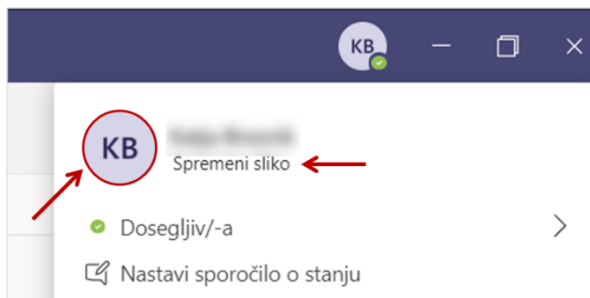 KB
KB
Spremeni sliko
Dosegljiv/-a
Nastavi sporočilo o stanju